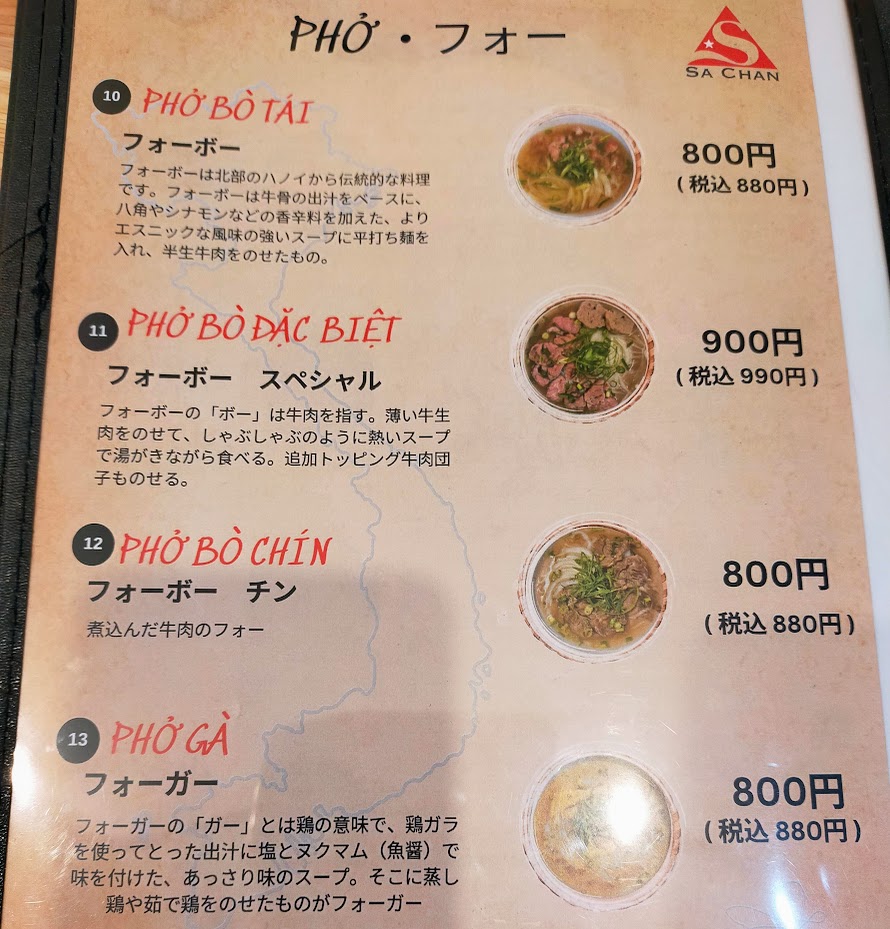 PHỞ・フォー
SA CHAN
10 PHỞ BÒ TÁI
フォーボー
フォーボーは北部のハノイから伝統的な料理
です。フォーボーは牛骨の出汁をベースに、
八角やシナモンなどの香辛料を加えた、より
エスニックな風味の強いスープに平打ち麺を
入れ、半生牛肉をのせたもの。
800円
(税込 880円)
11 PHỞ BÒ ĐẶC BIỆT
フォーボー スペシャル
フォーボーの「ボー」は牛肉を指す。薄い牛生
肉をのせて、しゃぶしゃぶのように熱いスープ
で湯がきながら食べる。追加トッピング牛肉団
子ものせる。
900円
(税込 990円)
12 PHỞ BÒ CHÍN
フォーボー チン
煮込んだ牛肉のフォー
800円
(税込 880円)
13 PHỞ GÀ
フォーガー
フォーガーの「ガー」とは鶏の意味で、鶏ガラ
を使ってとった出汁に塩とヌクマム（魚醤）で
味を付けた、あっさり味のスープ。そこに蒸し
鶏や茹で鶏をのせたものがフォーガー
800円
(税込 880円)